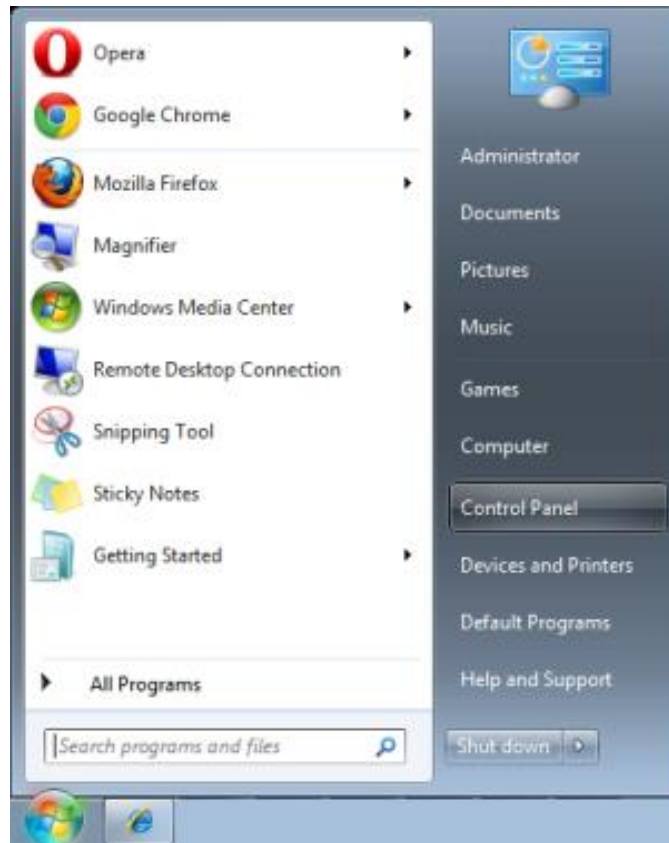 Opera
Google Chrome
Mozilla Firefox
Magnifier
Windows Media Center
Remote Desktop Connection
Snipping Tool
Sticky Notes
Getting Started
All Programs
Search programs and files
Administrator
Documents
Pictures
Music
Games
Computer
Control Panel
Devices and Printers
Default Programs
Help and Support
Shut down